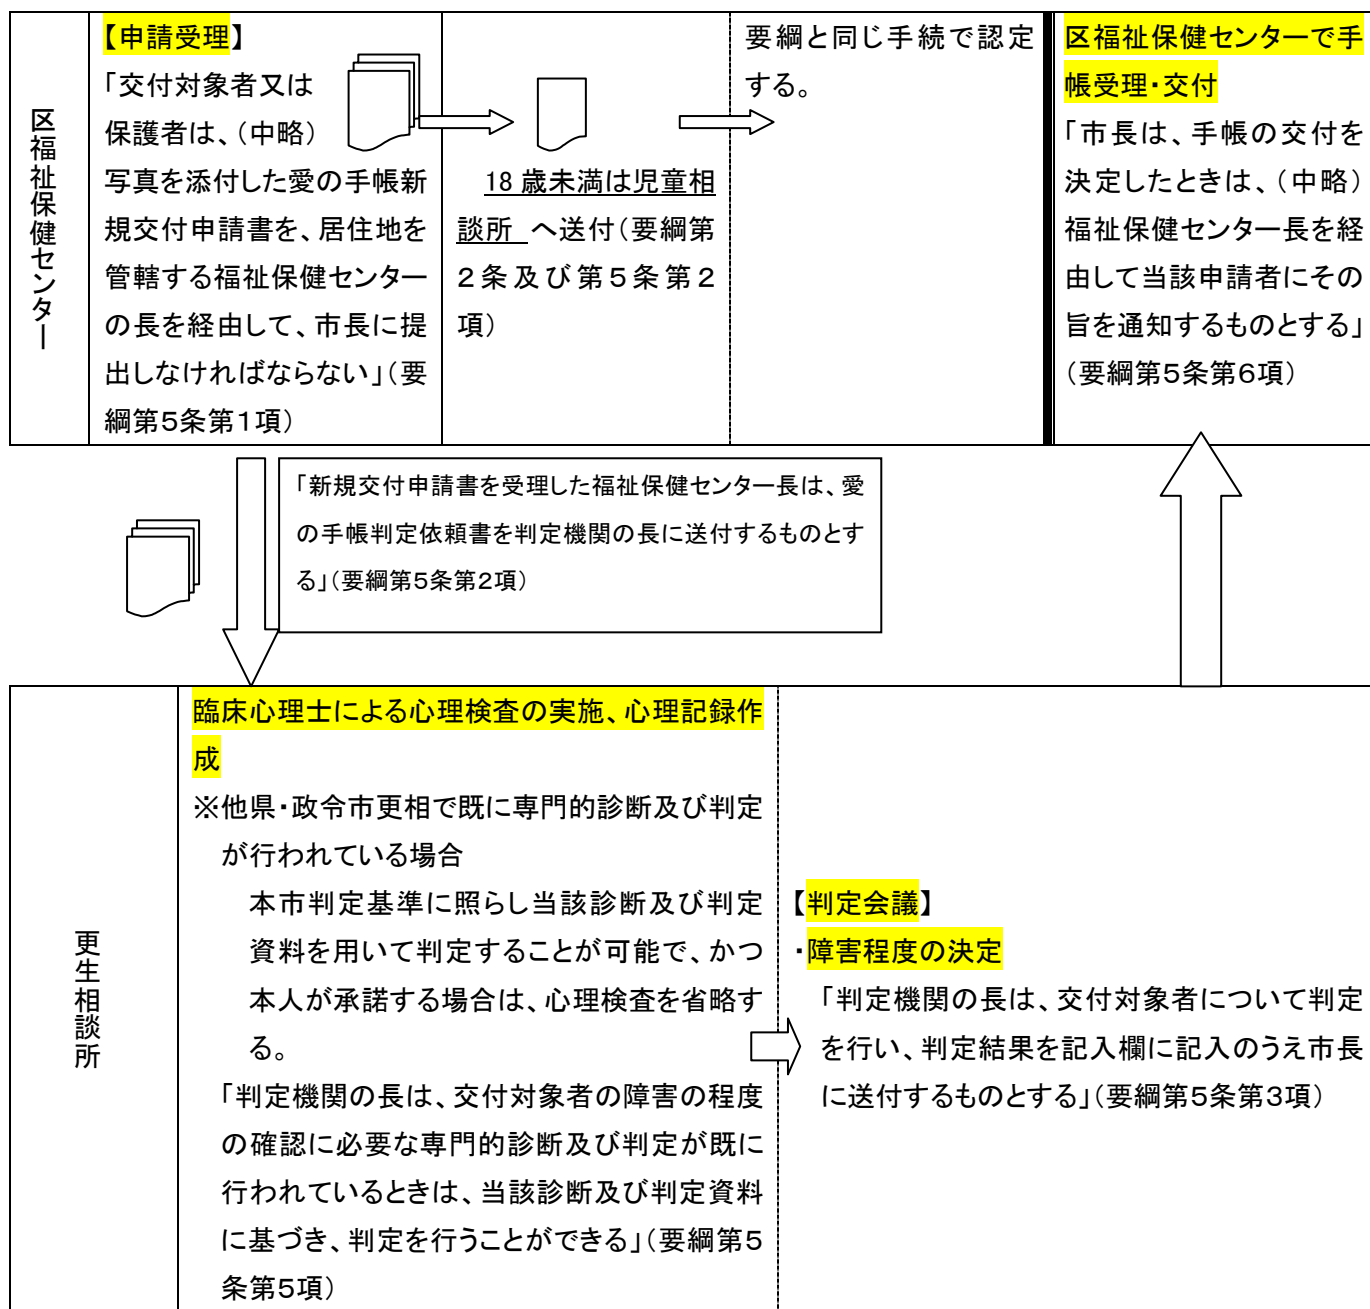 区福祉保健センター
【申請受理】
「交付対象者又は
保護者は、（中略）
写真を添付した愛の手帳新
規交付申請書を、居住地を
管轄する福祉保健センター
の長を経由して、市長に提
出しなければならない」（要
綱第5条第1項）
18 歳未満は児童相
談所 へ送付（要綱第
2条及び第5条第2
項）
要綱と同じ手続で認定
する。
区福祉保健センターで手
帳受理・交付
「市長は、手帳の交付を
決定したときは、（中略）
福祉保健センター長を経
由して当該申請者にその
旨を通知するものとする」
（要綱第5条第6項）
「新規交付申請書を受理した福祉保健センター長は、愛
の手帳判定依頼書を判定機関の長に送付するものとす
る」（要綱第5条第2項）
更生相談所
臨床心理士による心理検査の実施、心理記録作
成
※他県・政令市更相で既に専門的診断及び判定
が行われている場合
本市判定基準に照らし当該診断及び判定
資料を用いて判定することが可能で、かつ
本人が承諾する場合は、心理検査を省略す
る。
「判定機関の長は、交付対象者の障害の程度
の確認に必要な専門的診断及び判定が既に
行われているときは、当該診断及び判定資料
に基づき、判定を行うことができる」（要綱第5
条第5項）
【判定会議】
・障害程度の決定
「判定機関の長は、交付対象者について判定
を行い、判定結果を記入欄に記入のうえ市長
に送付するものとする」（要綱第5条第3項）